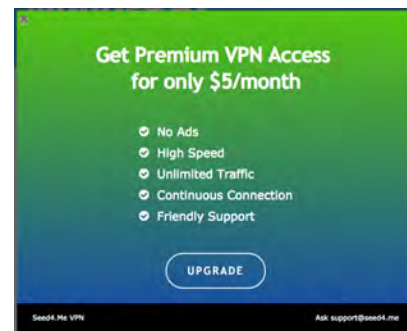 Get Premium VPN Access
for only $5/month
No Ads
High Speed
Unlimited Traffic
Continuous Connection
Friendly Support
UPGRADE
Seed4.Me VPN
Ask support@seed4.me